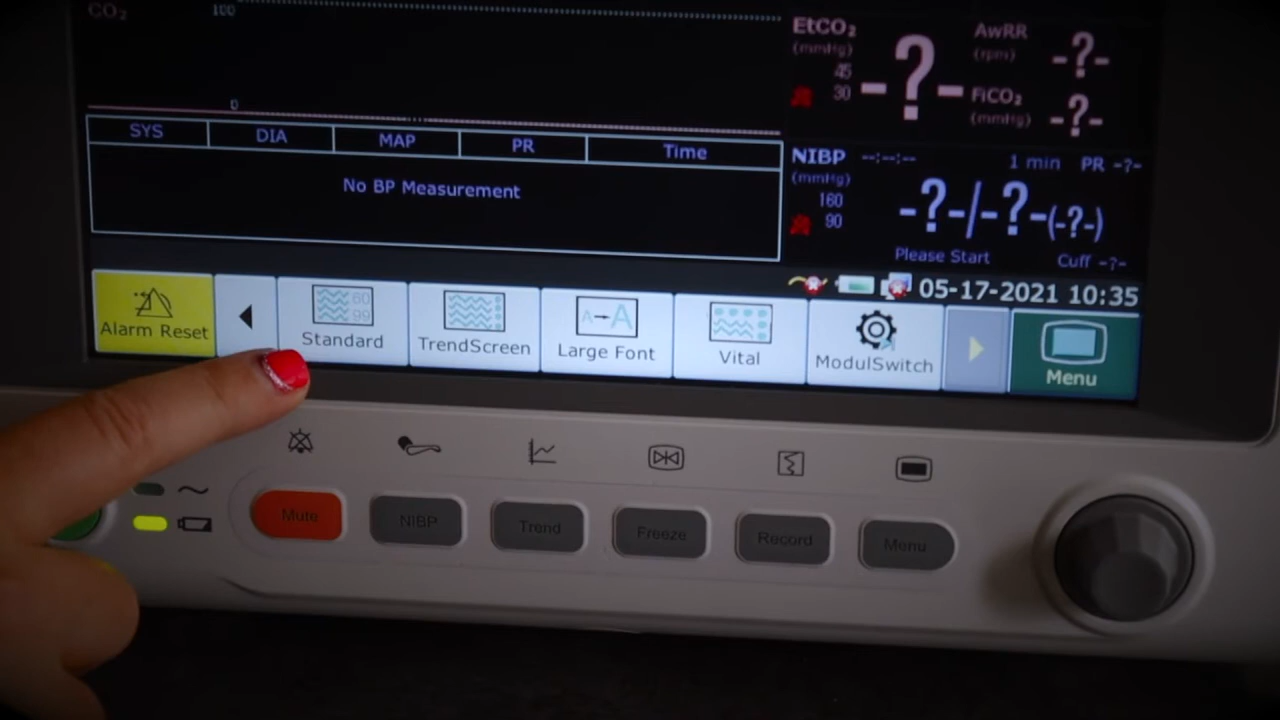 CO₂
100
0
EtCO₂
(mmHg)
45
30
-?-
AwRR
(rpm)
-?-
FiCO₂
(mmHg)
-?-
SYS DIA MAP PR Time
No BP Measurement
NIBP --:--:-- 1 min PR -?-
(mmHg)
160
90
-?-/-?-(-?-)
Please Start Cuff -?-
05-17-2021 10:35
Alarm Reset
60
99
Standard
TrendScreen
A→A
Large Font
Vital
A
ModulSwitch
Menu
Mute NIBP Trend Freeze Record Menu